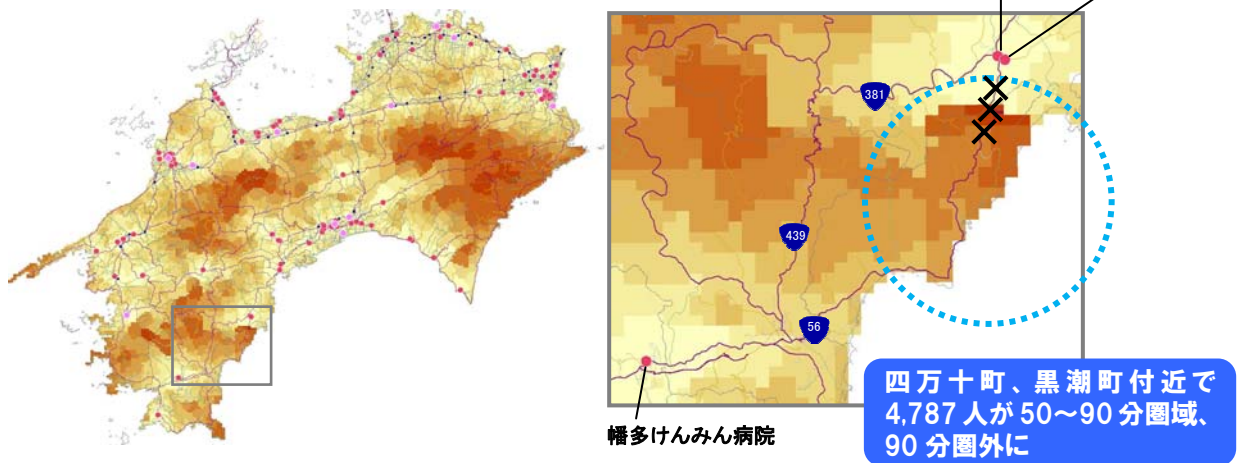 381
439
56
幡多けんみん病院
四万十町、黒潮町付近で
4,787人が50～90分圏域、
90分圏外に